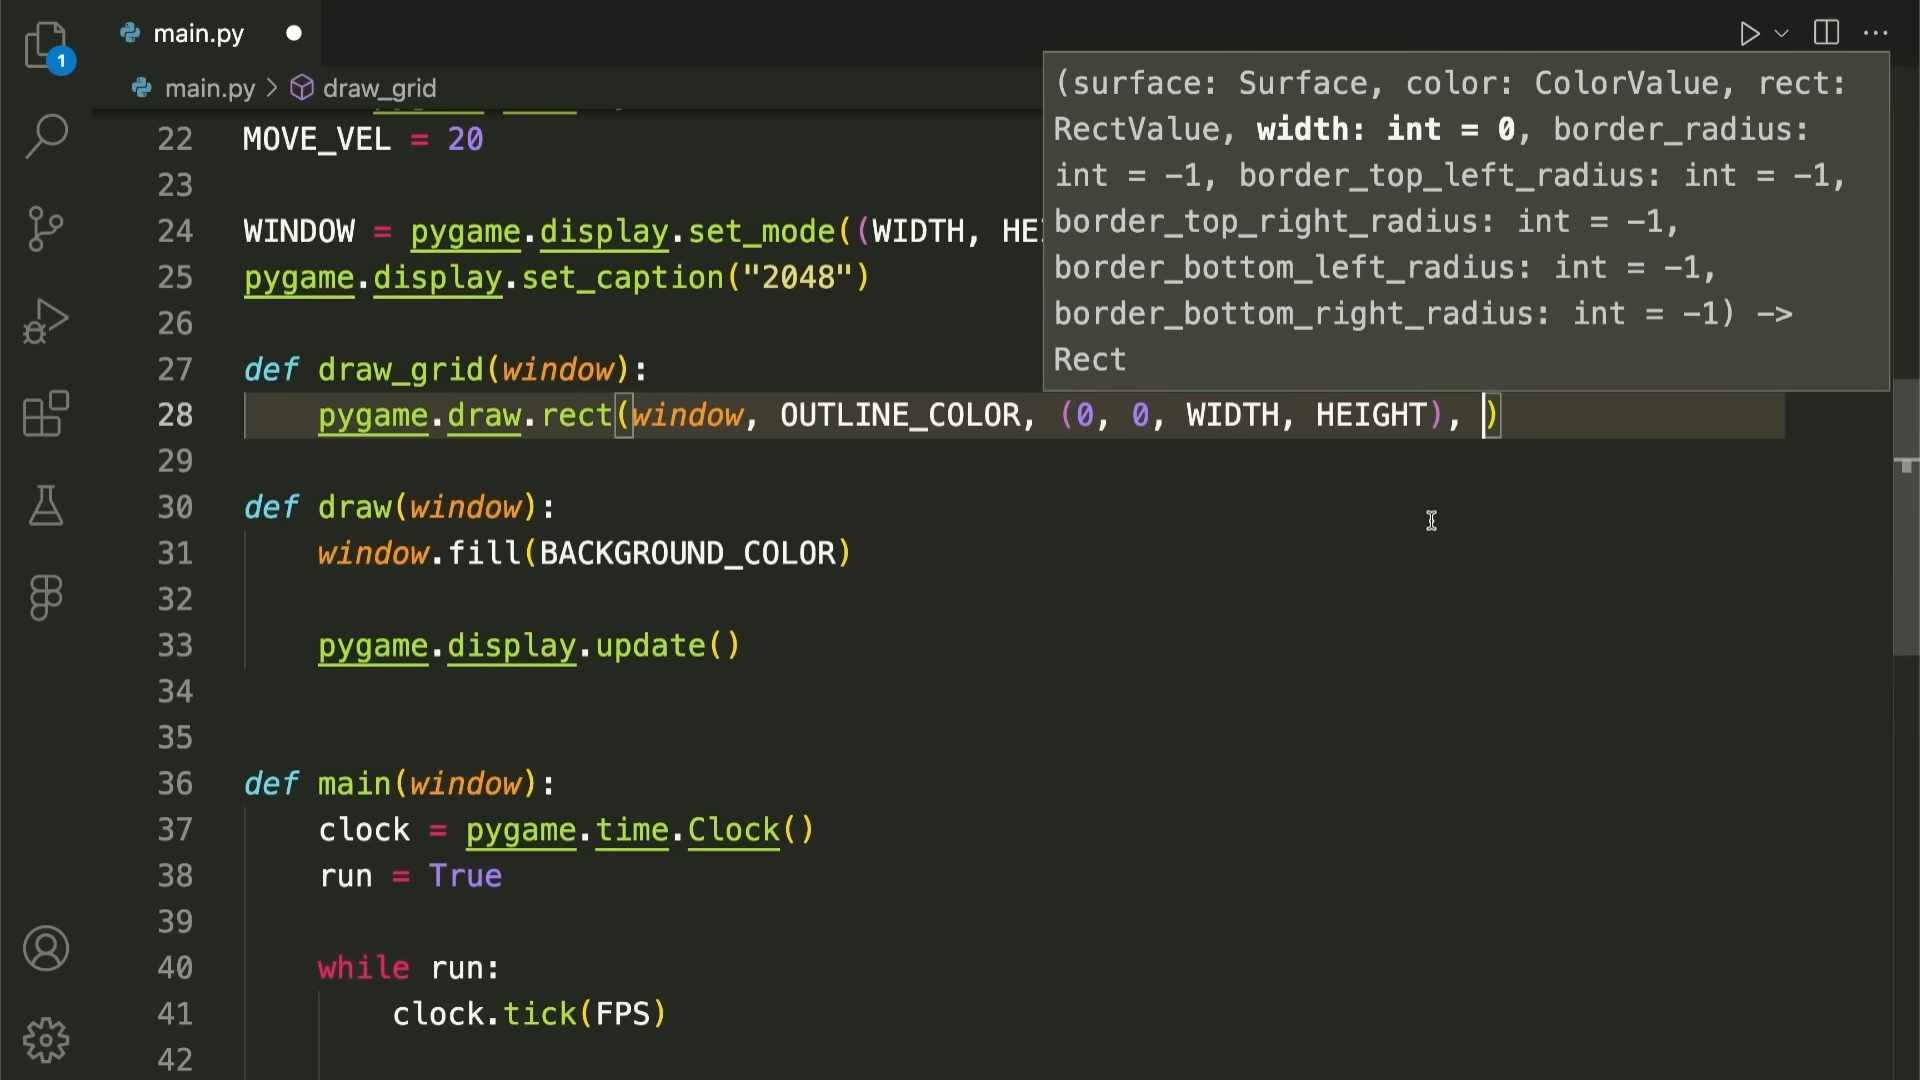 main.py
1
main.py > draw_grid
22 MOVE_VEL = 20
23
24 WINDOW = pygame.display.set_mode((WIDTH, HE
25 pygame.display.set_caption("2048")
26
27 def draw_grid(window):
28 pygame.draw.rect(window, OUTLINE_COLOR, (0, 0, WIDTH, HEIGHT), )
29
30 def draw(window):
31 window.fill(BACKGROUND_COLOR)
32
33 pygame.display.update()
34
35
36 def main(window):
37 clock = pygame.time.Clock()
38 run = True
39
40 while run:
41 clock.tick(FPS)
42
(surface: Surface, color: ColorValue, rect:
RectValue, width: int = 0, border_radius:
int = -1, border_top_left_radius: int = -1,
border_top_right_radius: int = -1,
border_bottom_left_radius: int = -1,
border_bottom_right_radius: int = -1) ->
Rect